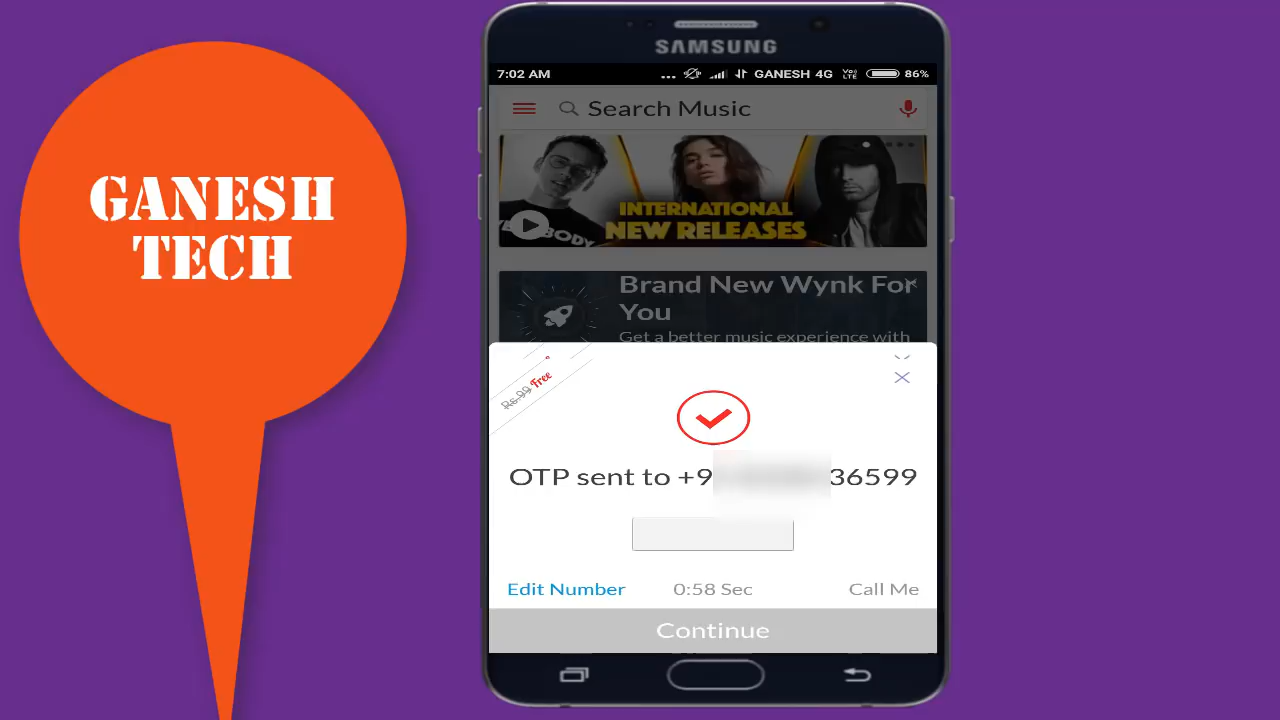 GANESH
TECH
SAMSUNG
7:02 AM ... GANESH 4G VoLTE 86%
Search Music
INTERNATIONAL
NEW RELEASES
Brand New Wynk For
You
Get a better music experience with
Rs.99 Free
OTP sent to +9 36599
Edit Number 0:58 Sec Call Me
Continue